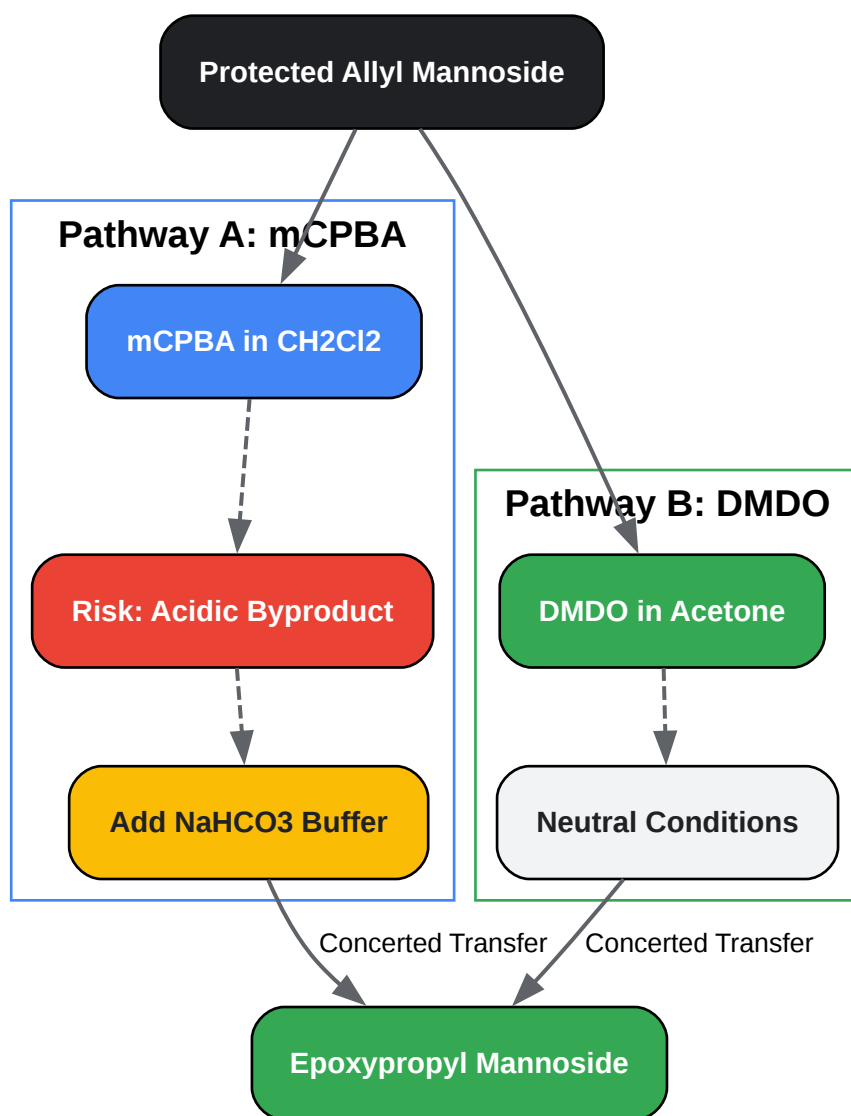 Protected Allyl Mannoside
Pathway A: mCPBA
mCPBA in CH2Cl2
Risk: Acidic Byproduct
Add NaHCO3 Buffer
Pathway B: DMDO
DMDO in Acetone
Neutral Conditions
Concerted Transfer
Concerted Transfer
Epoxypropyl Mannoside